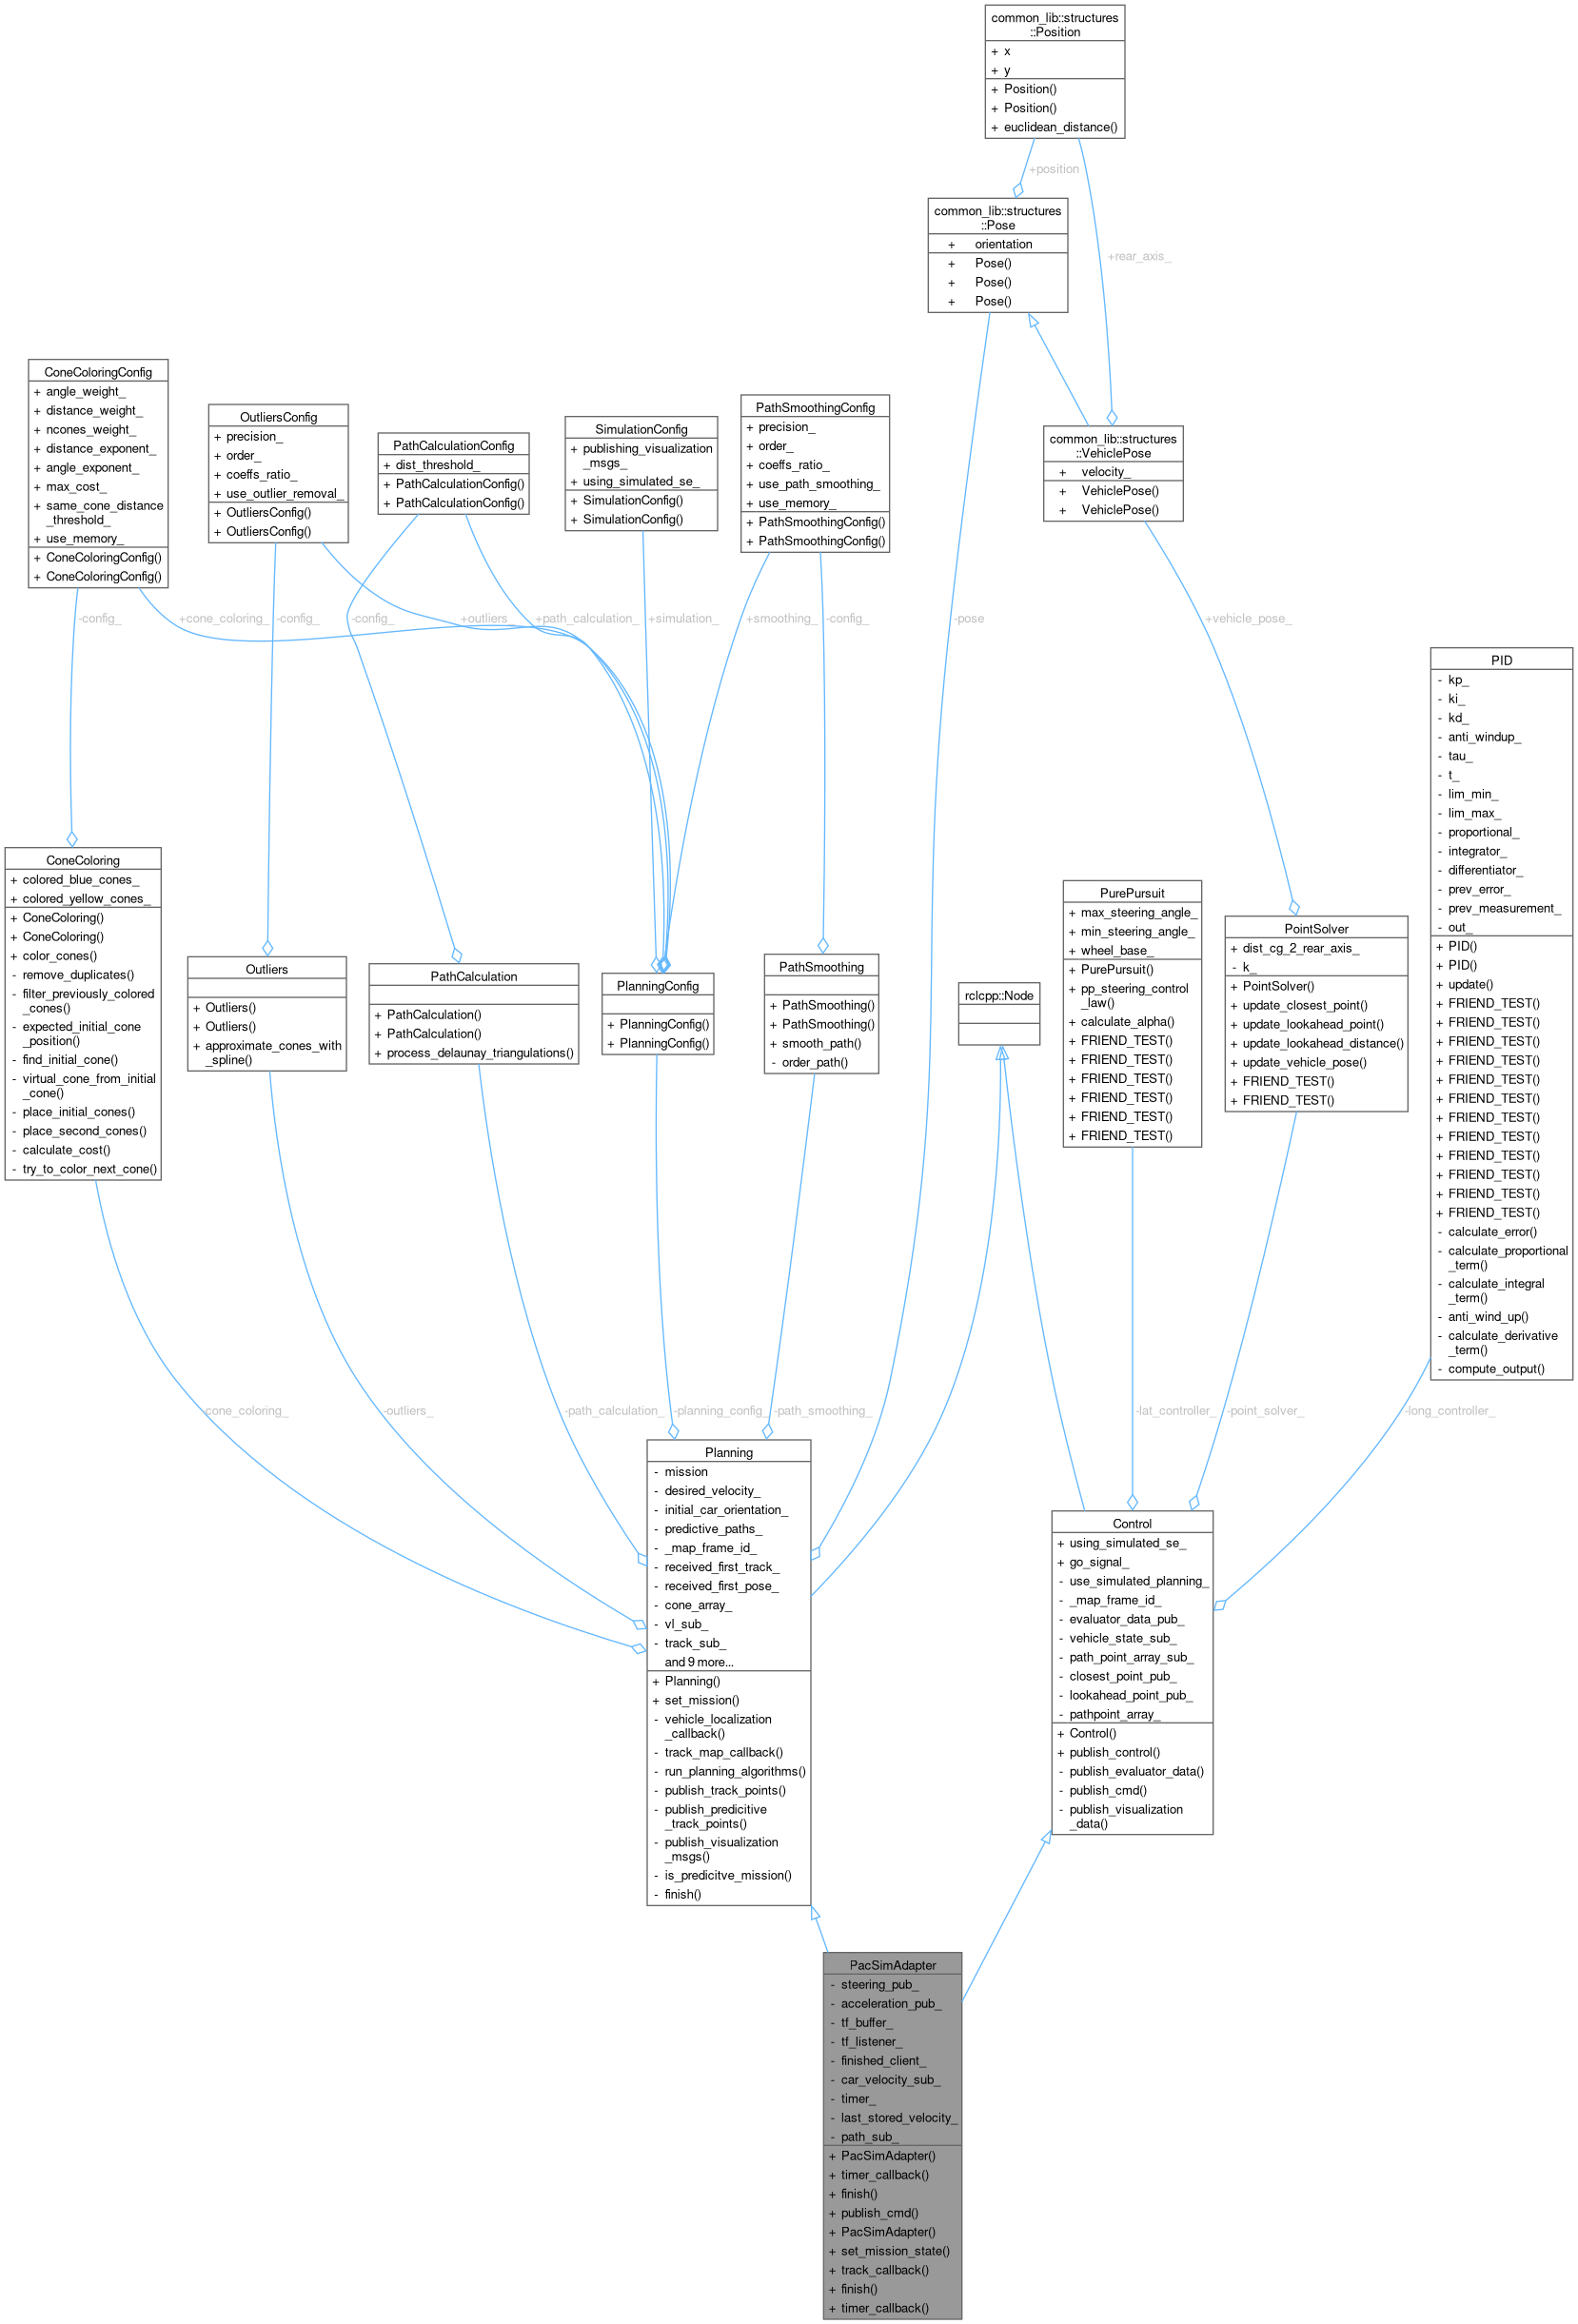 common_lib::structures
::Position
+ x
+ y
+ Position()
+ Position()
+ euclidean_distance()
+position
common_lib::structures
::Pose
+ orientation
+ Pose()
+ Pose()
+ Pose()
+rear_axis_
common_lib::structures
::VehiclePose
+ velocity_
+ VehiclePose()
+ VehiclePose()
ConeColoringConfig
+ angle_weight_
+ distance_weight_
+ ncones_weight_
+ distance_exponent_
+ angle_exponent_
+ max_cost_
+ same_cone_distance
_threshold_
+ use_memory_
+ ConeColoringConfig()
+ ConeColoringConfig()
OutliersConfig
+ precision_
+ order_
+ coeffs_ratio_
+ use_outlier_removal_
+ OutliersConfig()
+ OutliersConfig()
PathCalculationConfig
+ dist_threshold_
+ PathCalculationConfig()
+ PathCalculationConfig()
SimulationConfig
+ publishing_visualization
_msgs_
+ using_simulated_se_
+ SimulationConfig()
+ SimulationConfig()
PathSmoothingConfig
+ precision_
+ order_
+ coeffs_ratio_
+ use_path_smoothing_
+ use_memory_
+ PathSmoothingConfig()
+ PathSmoothingConfig()
-config_
+cone_coloring_
-config_
-config_
+outliers_
+path_calculation_
+simulation_
+smoothing_
-config_
-pose
+vehicle_pose_
PID
- kp_
- ki_
- kd_
- anti_windup_
- tau_
- t_
- lim_min_
- lim_max_
- proportional_
- integrator_
- differentiator_
- prev_error_
- prev_measurement_
- out_
+ PID()
+ PID()
+ update()
+ FRIEND_TEST()
+ FRIEND_TEST()
+ FRIEND_TEST()
+ FRIEND_TEST()
+ FRIEND_TEST()
+ FRIEND_TEST()
+ FRIEND_TEST()
+ FRIEND_TEST()
+ FRIEND_TEST()
+ FRIEND_TEST()
+ FRIEND_TEST()
+ FRIEND_TEST()
- calculate_error()
- calculate_proportional
_term()
- calculate_integral
_term()
- anti_wind_up()
- calculate_derivative
_term()
- compute_output()
ConeColoring
+ colored_blue_cones_
+ colored_yellow_cones_
+ ConeColoring()
+ ConeColoring()
+ color_cones()
- remove_duplicates()
- filter_previously_colored
_cones()
- expected_initial_cone
_position()
- find_initial_cone()
- virtual_cone_from_initial
_cone()
- place_initial_cones()
- place_second_cones()
- calculate_cost()
- try_to_color_next_cone()
Outliers
+ Outliers()
+ Outliers()
+ approximate_cones_with
_spline()
PathCalculation
+ PathCalculation()
+ PathCalculation()
+ process_delaunay_triangulations()
PlanningConfig
+ PlanningConfig()
+ PlanningConfig()
PathSmoothing
+ PathSmoothing()
+ PathSmoothing()
+ smooth_path()
- order_path()
rclcpp::Node
PurePursuit
+ max_steering_angle_
+ min_steering_angle_
+ wheel_base_
+ PurePursuit()
+ pp_steering_control
_law()
+ calculate_alpha()
+ FRIEND_TEST()
+ FRIEND_TEST()
+ FRIEND_TEST()
+ FRIEND_TEST()
+ FRIEND_TEST()
+ FRIEND_TEST()
PointSolver
+ dist_cg_2_rear_axis_
- k_
+ PointSolver()
+ update_closest_point()
+ update_lookahead_point()
+ update_lookahead_distance()
+ update_vehicle_pose()
+ FRIEND_TEST()
+ FRIEND_TEST()
-cone_coloring_
-outliers_
-path_calculation_
-planning_config_
-path_smoothing_
-lat_controller_
-point_solver_
-long_controller_
Planning
- mission
- desired_velocity_
- initial_car_orientation_
- predictive_paths_
- _map_frame_id_
- received_first_track_
- received_first_pose_
- cone_array_
- vl_sub_
- track_sub_
and 9 more...
+ Planning()
+ set_mission()
- vehicle_localization
_callback()
- track_map_callback()
- run_planning_algorithms()
- publish_track_points()
- publish_predicitive
_track_points()
- publish_visualization
_msgs()
- is_predicitve_mission()
- finish()
Control
+ using_simulated_se_
+ go_signal_
- use_simulated_planning_
- _map_frame_id_
- evaluator_data_pub_
- vehicle_state_sub_
- path_point_array_sub_
- closest_point_pub_
- lookahead_point_pub_
- pathpoint_array_
+ Control()
+ publish_control()
- publish_evaluator_data()
- publish_cmd()
- publish_visualization
_data()
PacSimAdapter
- steering_pub_
- acceleration_pub_
- tf_buffer_
- tf_listener_
- finished_client_
- car_velocity_sub_
- timer_
- last_stored_velocity_
- path_sub_
+ PacSimAdapter()
+ timer_callback()
+ finish()
+ publish_cmd()
+ PacSimAdapter()
+ set_mission_state()
+ track_callback()
+ finish()
+ timer_callback()